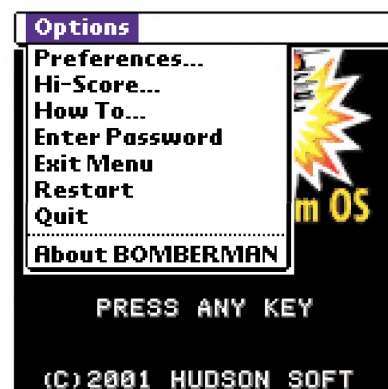 Options
Preferences...
Hi-Score...
How To...
Enter Password
Exit Menu
Restart
Quit
About BOMBERMAN
m OS
PRESS ANY KEY
(C)2001 HUDSON SOFT